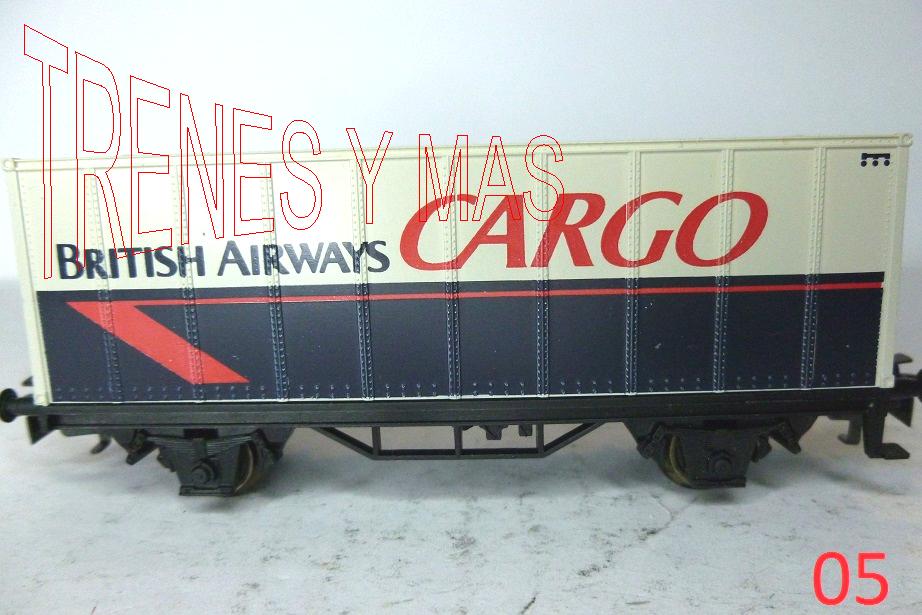 TRENES Y MAS
BRITISH AIRWAYS CARGO
05